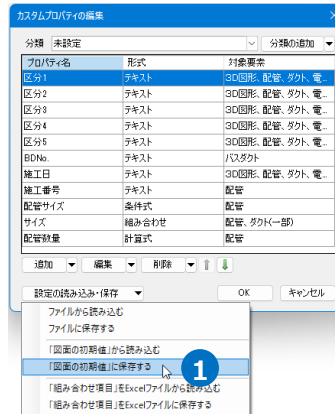 カスタムプロパティの編集
分類 未設定 分類の追加
プロパティ名 形式 対象要素
区分1 テキスト 3D図形、配管、ダクト、電...
区分2 テキスト 3D図形、配管、ダクト、電...
区分3 テキスト 3D図形、配管、ダクト、電...
区分4 テキスト 3D図形、配管、ダクト、電...
区分5 テキスト 3D図形、配管、ダクト、電...
BDNo. テキスト バスダクト
施工日 テキスト 3D図形、配管、ダクト、電...
施工番号 テキスト 配管
配管サイズ 条件式 配管
サイズ 組み合わせ 配管、ダクト(一部)
配管数量 計算式 配管
追加 編集 削除
設定の読み込み・保存 OK キャンセル
ファイルから読み込む
ファイルに保存する
「図面の初期値」から読み込む
「図面の初期値」に保存する
1
「組み合わせ項目」をExcelファイルから読み込む
「組み合わせ項目」をExcelファイルに保存する